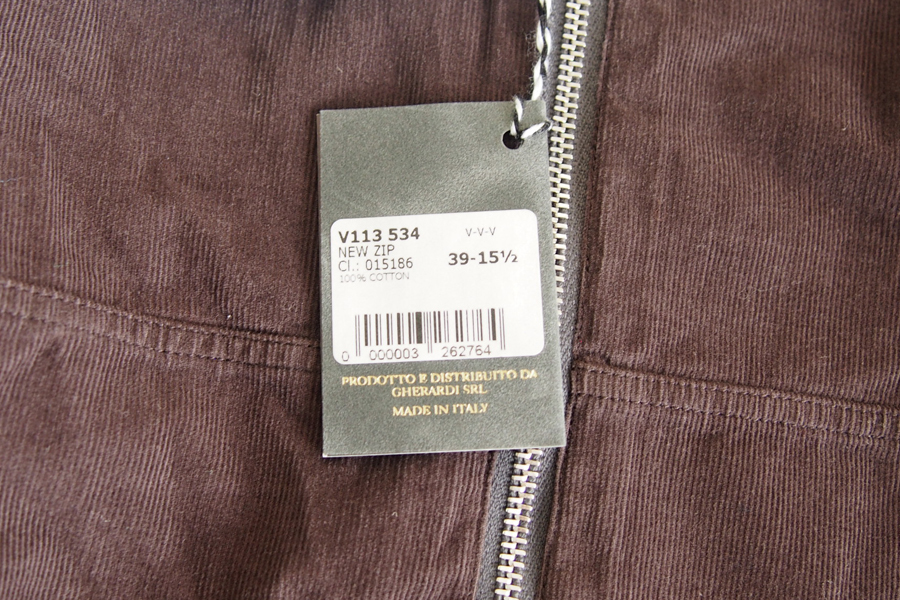 V113 534
V-V-V
NEW ZIP
39-15½
Cl.: 015186
100% COTTON
0 000003 262764
PRODOTTO E DISTRIBUITO DA
GHERARDI SRL
MADE IN ITALY